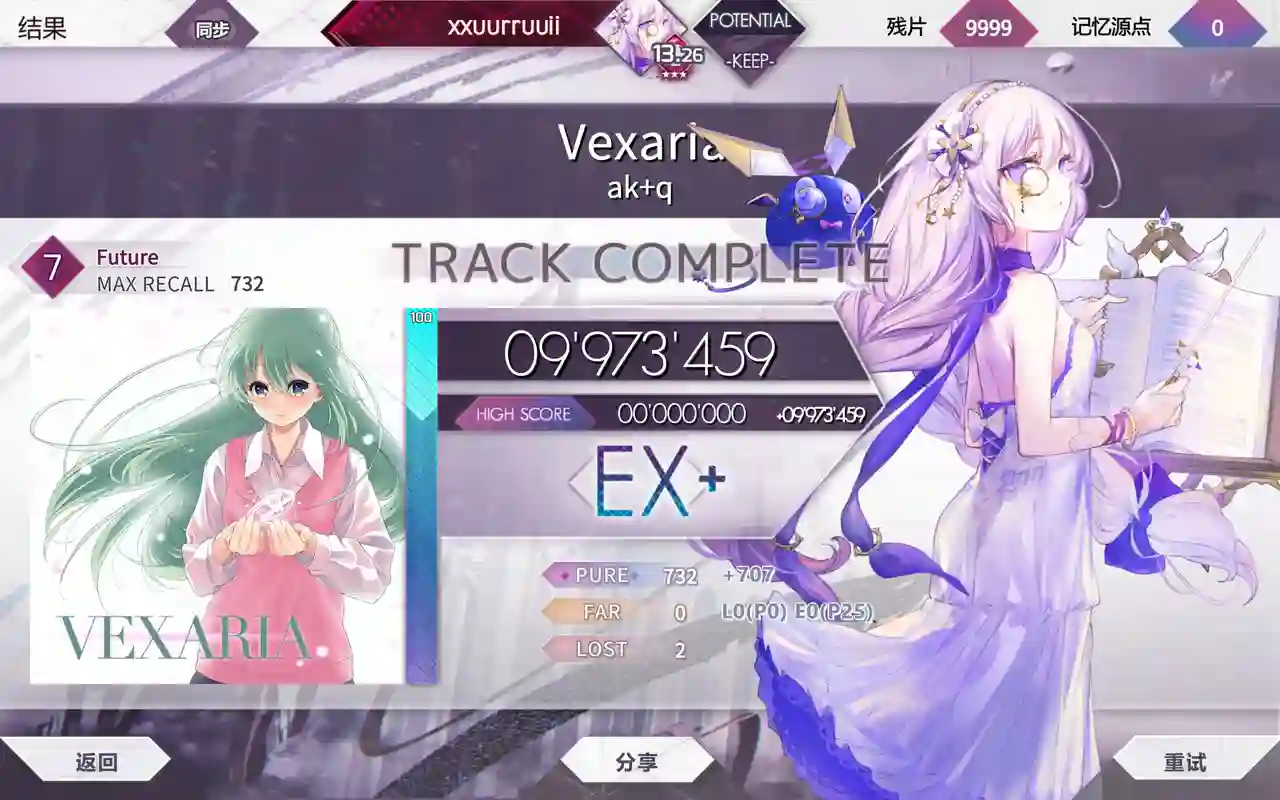 结果
同步
xxuurruuii
13.26
POTENTIAL
-KEEP-
残片
9999
记忆源点
0
Vexaria
ak+q
7
Future
MAX RECALL 732
TRACK COMPLETE
100
09'973'459
HIGH SCORE 00'000'000 +09'973'459
EX+
PURE 732 +707
FAR 0 L0(P0) E0(P25)
LOST 2
VEXARIA
返回
分享
重试